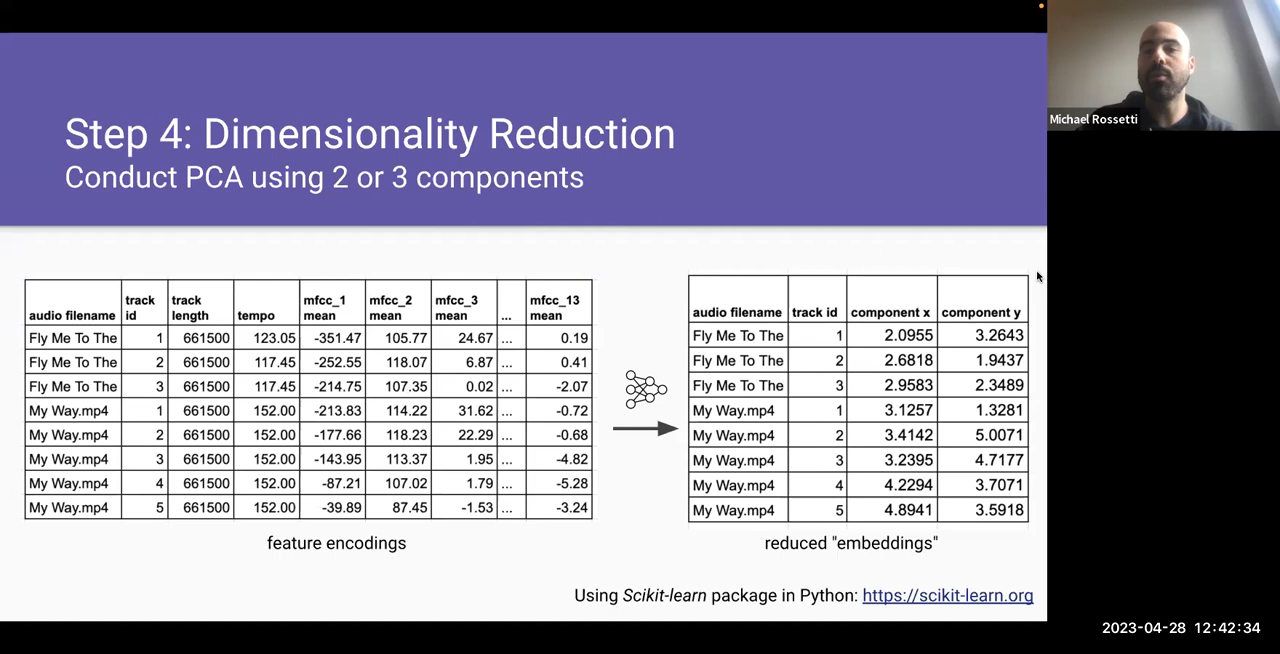 Step 4: Dimensionality Reduction
Conduct PCA using 2 or 3 components
Michael Rossetti
audio filename track id track length tempo mfcc_1 mean mfcc_2 mean mfcc_3 mean ... mfcc_13 mean
Fly Me To The 1 661500 123.05 -351.47 105.77 24.67 ... 0.19
Fly Me To The 2 661500 117.45 -252.55 118.07 6.87 ... 0.41
Fly Me To The 3 661500 117.45 -214.75 107.35 0.02 ... -2.07
My Way.mp4 1 661500 152.00 -213.83 114.22 31.62 ... -0.72
My Way.mp4 2 661500 152.00 -177.66 118.23 22.29 ... -0.68
My Way.mp4 3 661500 152.00 -143.95 113.37 1.95 ... -4.82
My Way.mp4 4 661500 152.00 -87.21 107.02 1.79 ... -5.28
My Way.mp4 5 661500 152.00 -39.89 87.45 -1.53 ... -3.24
feature encodings
audio filename track id component x component y
Fly Me To The 1 2.0955 3.2643
Fly Me To The 2 2.6818 1.9437
Fly Me To The 3 2.9583 2.3489
My Way.mp4 1 3.1257 1.3281
My Way.mp4 2 3.4142 5.0071
My Way.mp4 3 3.2395 4.7177
My Way.mp4 4 4.2294 3.7071
My Way.mp4 5 4.8941 3.5918
reduced "embeddings"
Using Scikit-learn package in Python: https://scikit-learn.org
2023-04-28 12:42:34